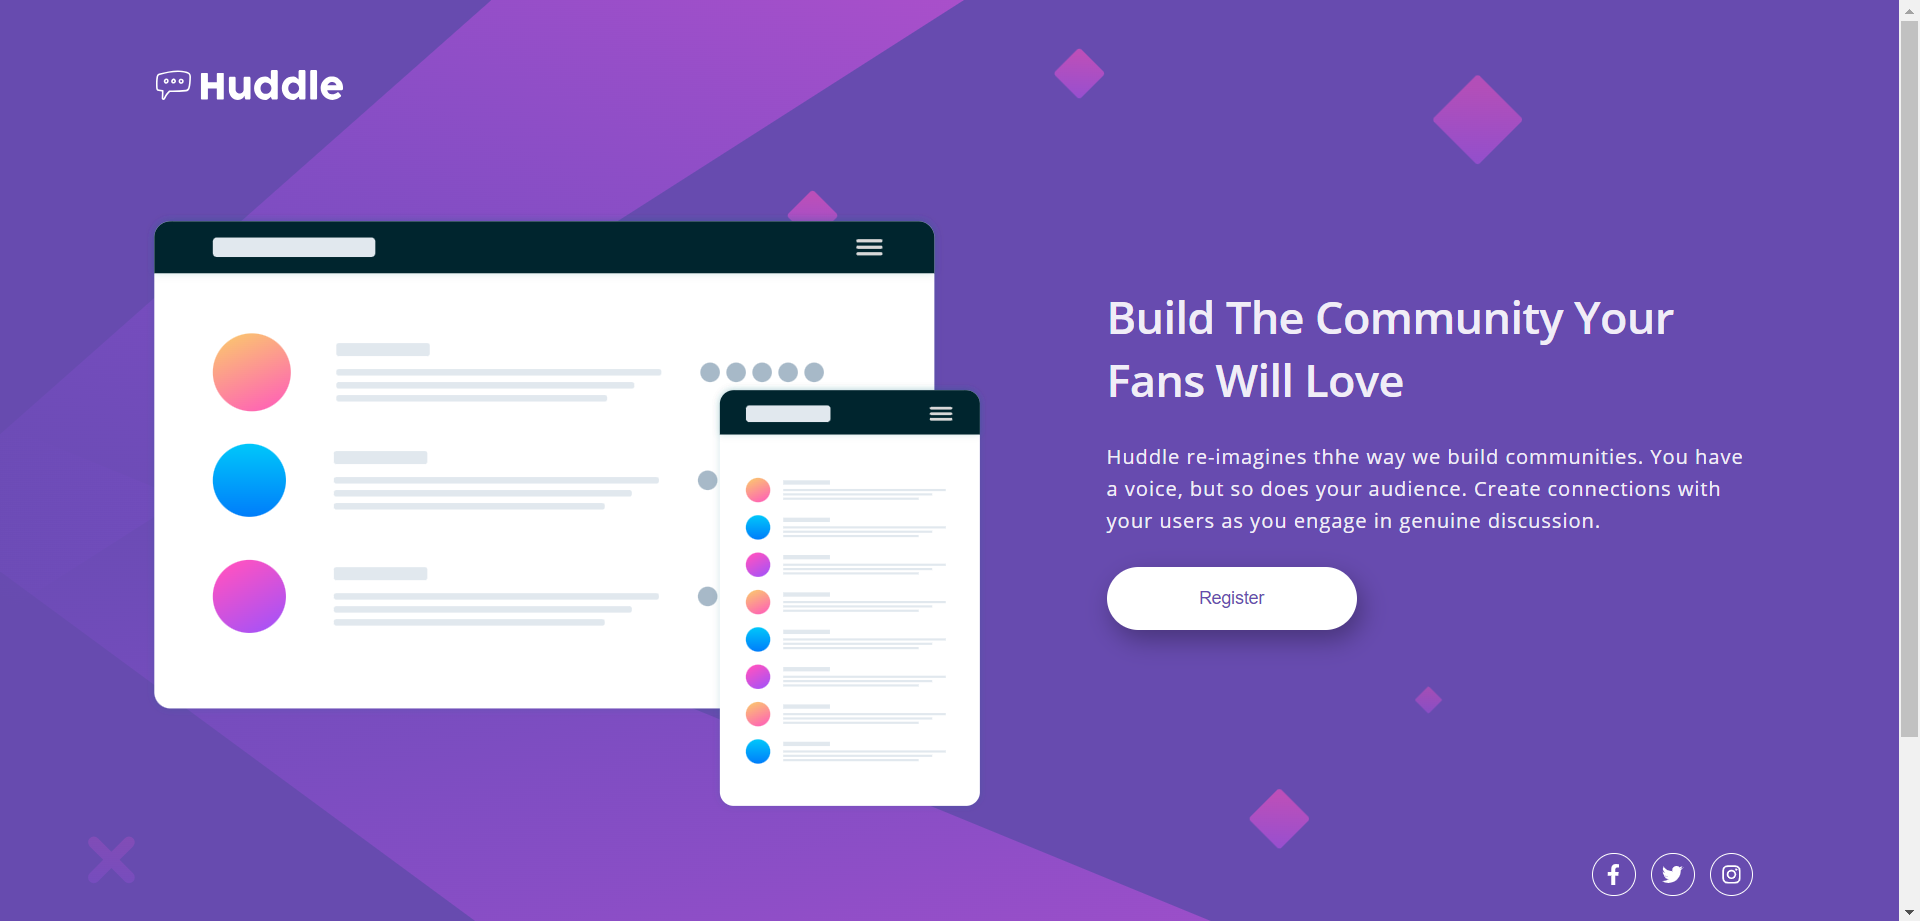 Huddle
Build The Community Your
Fans Will Love
Huddle re-imagines thhe way we build communities. You have
a voice, but so does your audience. Create connections with
your users as you engage in genuine discussion.
Register